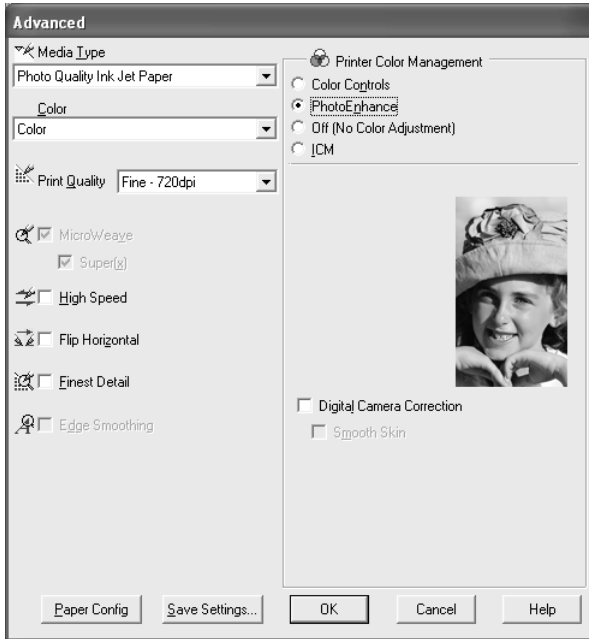 Advanced
Media Type
Photo Quality Ink Jet Paper
Color
Color
Print Quality
Fine - 720dpi
MicroWeave
Super(x)
High Speed
Flip Horizontal
Finest Detail
Edge Smoothing
Printer Color Management
Color Controls
PhotoEnhance
Off (No Color Adjustment)
ICM
Digital Camera Correction
Smooth Skin
Paper Config
Save Settings...
OK
Cancel
Help